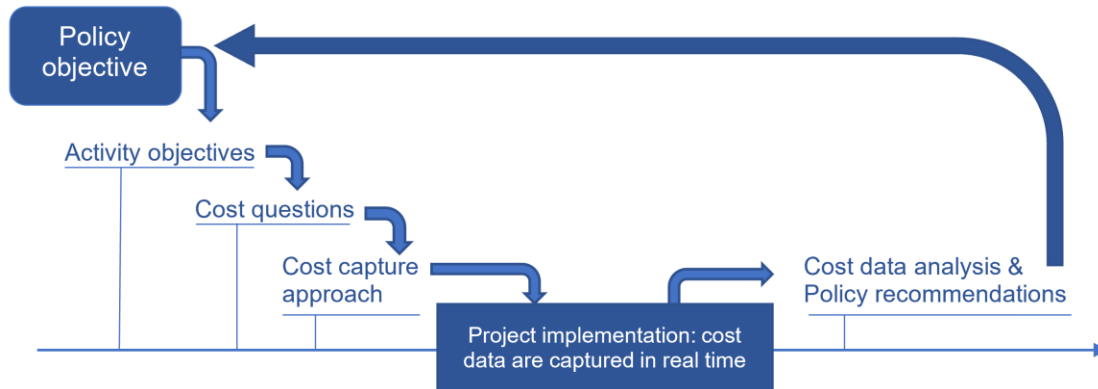 Policy
objective
Activity objectives
Cost questions
Cost capture
approach
Project implementation: cost
data are captured in real time
Cost data analysis &
Policy recommendations